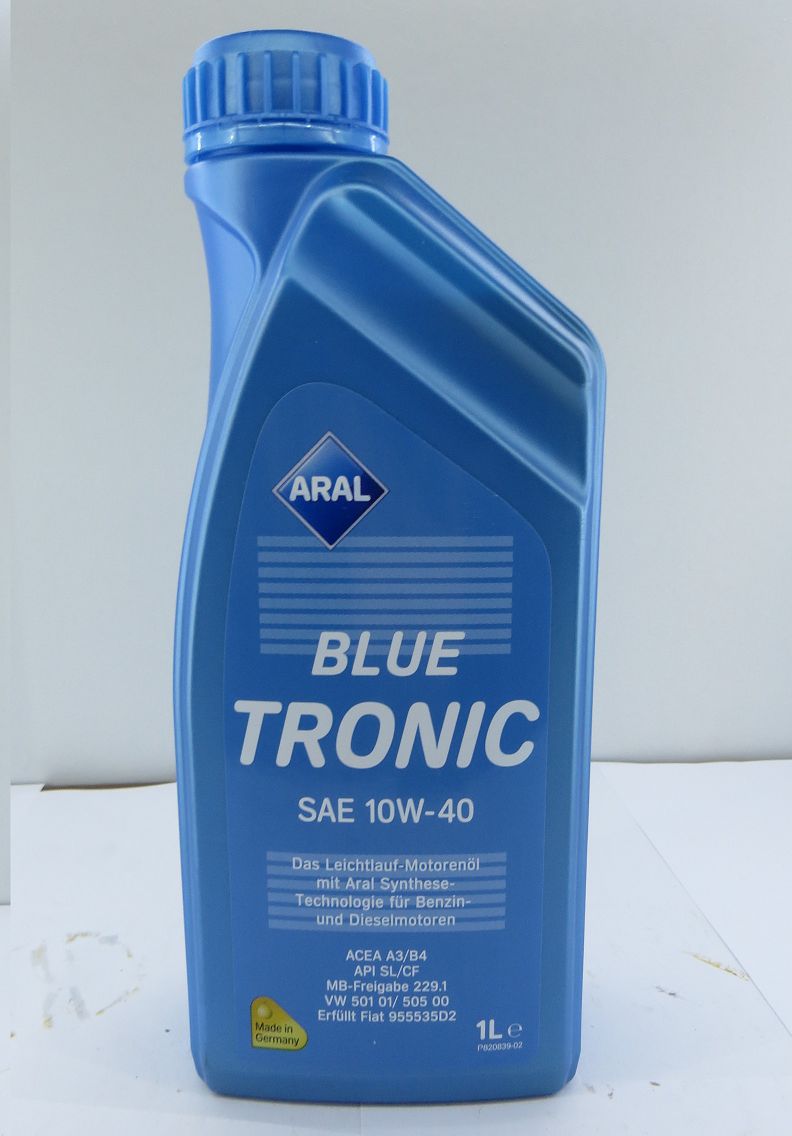 ARAL
BLUE
TRONIC
SAE 10W-40
Das Leichtlauf-Motorenöl
mit Aral Synthese-
Technologie für Benzin-
und Dieselmotoren
ACEA A3/B4
API SL/CF
MB-Freigabe 229.1
VW 501 01/ 505 00
Erfüllt Fiat 955535D2
Made in
Germany
1L ℮
P820839-02